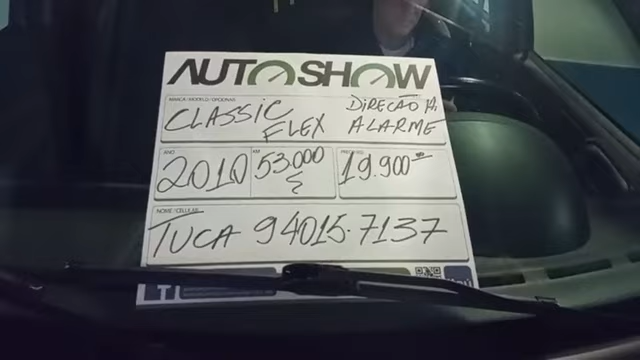 AUTOSHOW
MARCA / MODELO / OPCIONAIS
CLASSIC DIREÇÃO H.
FLEX ALARME
ANO KM PREÇO R$
2010 53.000 19.900
NOME / CELULAR
TUCA 94015-7137